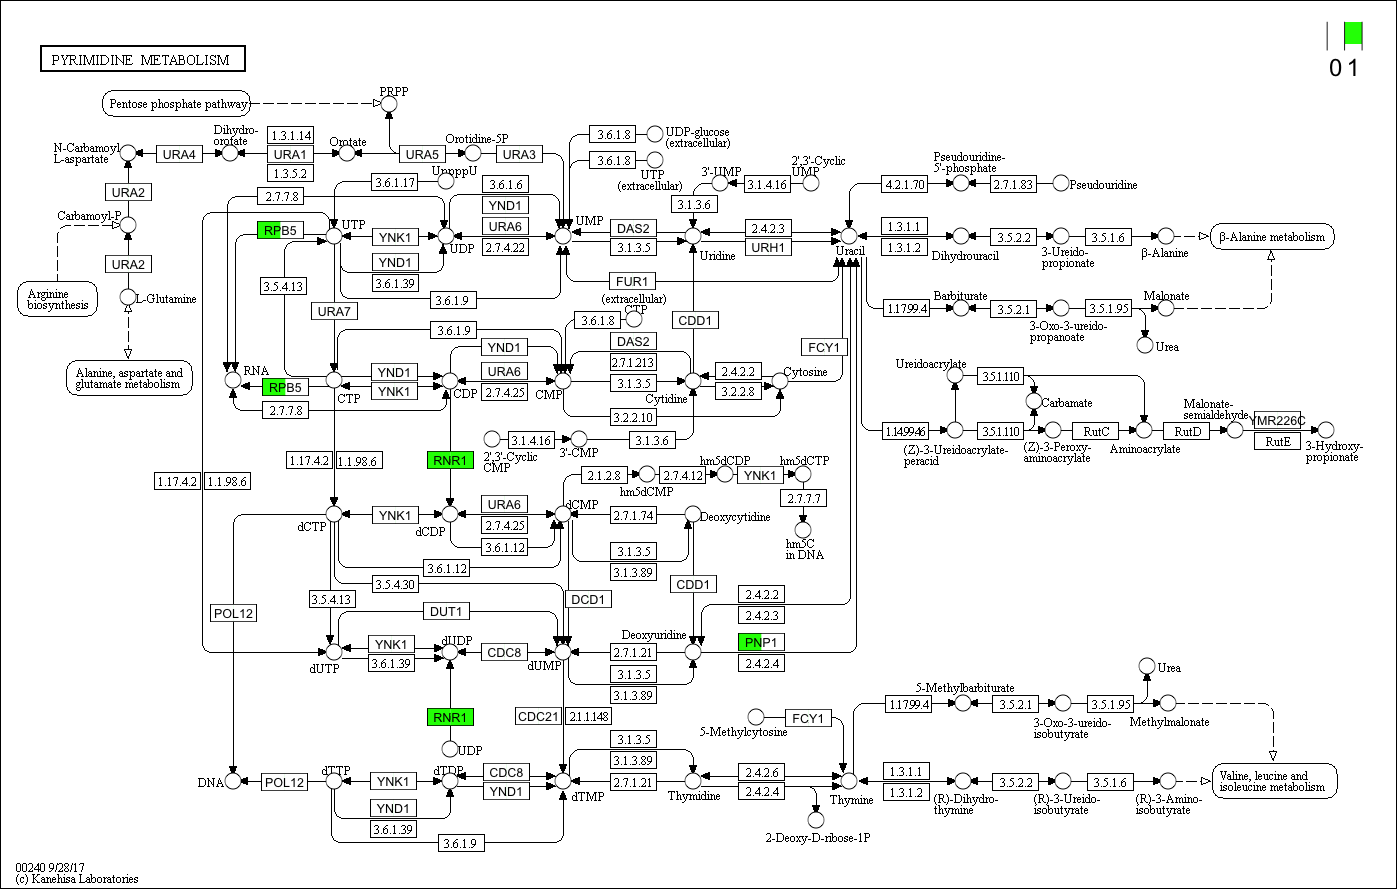 PYRIMIDINE METABOLISM
0 1
Pentose phosphate pathway
PRPP
N-Carbamoyl
L-aspartate
URA4
Dihydro-
orotate
1.3.1.14
URA1
1.3.5.2
Orotate
URA5
Orotidine-5P
URA3
3.6.1.8
UDP-glucose
(extracellular)
3.6.1.8
UTP
(extracellular)
3'-UMP
3.1.4.16
2',3'-Cyclic
UMP
3.1.3.6
Pseudouridine-
5'-phosphate
4.2.1.70
2.7.1.83
Pseudouridine
URA2
Carbamoyl-P
URA2
L-Glutamine
Arginine
biosynthesis
Alanine, aspartate and
glutamate metabolism
UnpppU
3.6.1.17
2.7.7.8
3.6.1.6
YND1
URA6
2.7.4.22
RPB5
UTP
YNK1
UDP
YND1
3.6.1.39
3.6.1.9
UMP
DAS2
3.1.3.5
Uridine
2.4.2.3
URH1
Uracil
1.3.1.1
1.3.1.2
Dihydrouracil
3.5.2.2
3-Ureido-
propionate
3.5.1.6
β-Alanine
β-Alanine metabolism
FUR1
3.5.4.13
URA7
(extracellular)
CTP
3.6.1.8
CDD1
FCY1
1.1.799.4
Barbiturate
3.5.2.1
3-Oxo-3-ureido-
propanoate
3.5.1.95
Malonate
Urea
3.6.1.9
YND1
DAS2
2.7.1.213
RNA
RPB5
CTP
YND1
YNK1
CDP
URA6
2.7.4.25
CMP
3.1.3.5
Cytidine
2.4.2.2
3.2.2.8
Cytosine
2.7.7.8
3.2.2.10
Ureidoacrylate
3.5.1.110
Carbamate
1.14.99.46
(Z)-3-Ureidoacrylate-
peracid
3.5.1.110
(Z)-3-Peroxy-
aminoacrylate
RutC
Aminoacrylate
RutD
Malonate-
semialdehyde
YMR226C
RutE
3-Hydroxy-
propionate
2',3'-Cyclic
CMP
3.1.4.16
3'-CMP
3.1.3.6
1.17.4.2
1.1.98.6
RNR1
1.17.4.2
1.1.98.6
2.1.2.8
hm5dCMP
2.7.4.12
hm5dCDP
YNK1
hm5dCTP
2.7.7.7
hm5C
in DNA
dCTP
YNK1
dCDP
URA6
2.7.4.25
3.6.1.12
dCMP
2.7.1.74
Deoxycytidine
3.1.3.5
3.1.3.89
3.6.1.12
3.5.4.30
CDD1
3.5.4.13
DCD1
POL12
DUT1
2.4.2.2
2.4.2.3
PNP1
2.4.2.4
dUTP
YNK1
3.6.1.39
dUDP
CDC8
dUMP
2.7.1.21
Deoxyuridine
3.1.3.5
3.1.3.89
RNR1
UDP
CDC21
2.1.1.148
5-Methylcytosine
FCY1
1.1.799.4
5-Methylbarbiturate
3.5.2.1
3-Oxo-3-ureido-
isobutyrate
3.5.1.95
Urea
Methylmalonate
3.1.3.5
3.1.3.89
DNA
POL12
dTTP
YNK1
dTDP
CDC8
YND1
dTMP
2.7.1.21
Thymidine
2.4.2.6
2.4.2.4
Thymine
1.3.1.1
1.3.1.2
(R)-Dihydro-
thymine
3.5.2.2
(R)-3-Ureido-
isobutyrate
3.5.1.6
(R)-3-Amino-
isobutyrate
Valine, leucine and
isoleucine metabolism
YND1
3.6.1.39
3.6.1.9
2-Deoxy-D-ribose-1P
00240 9/28/17
(c) Kanehisa Laboratories